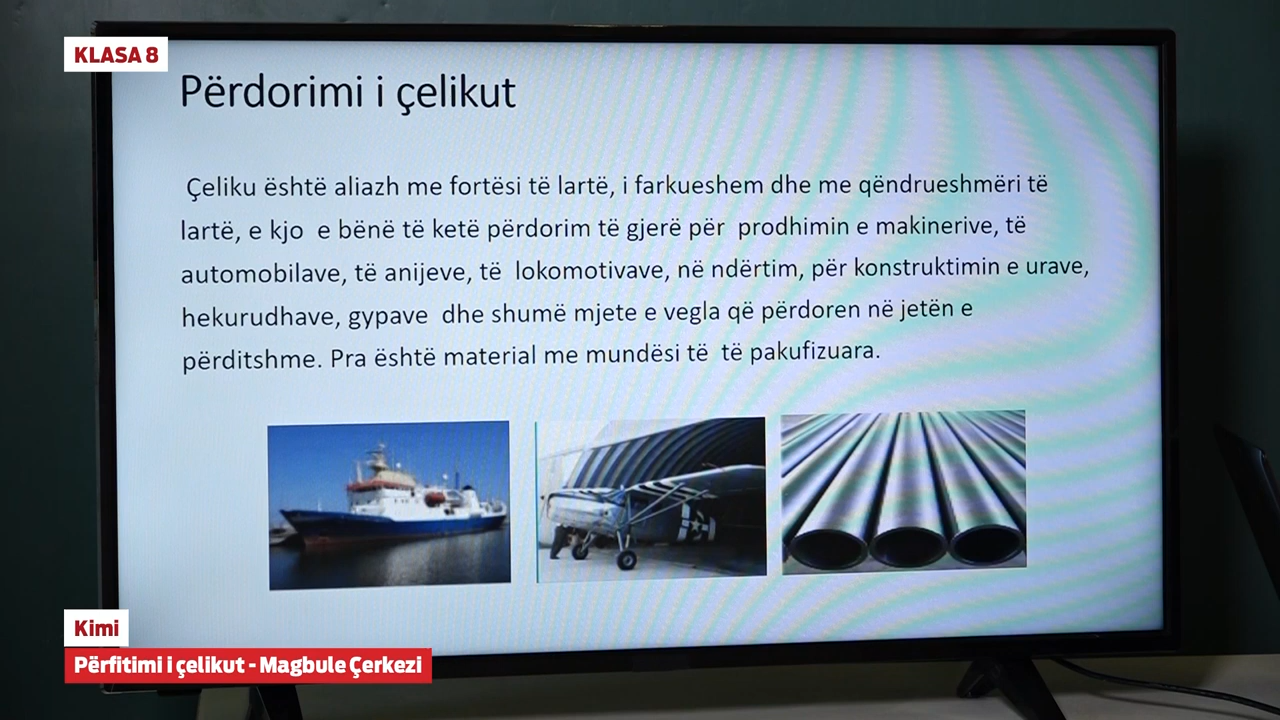 KLASA 8
Përdorimi i çelikut
Çeliku është aliazh me fortësi të lartë, i farkueshem dhe me qëndrueshmëri të
lartë, e kjo e bënë të ketë përdorim të gjerë për prodhimin e makinerive, të
automobilave, të anijeve, të lokomotivave, në ndërtim, për konstruktimin e urave,
hekurudhave, gypave dhe shumë mjete e vegla që përdoren në jetën e
përditshme. Pra është material me mundësi të të pakufizuara.
Kimi
Përfitimi i çelikut - Magbule Çerkezi